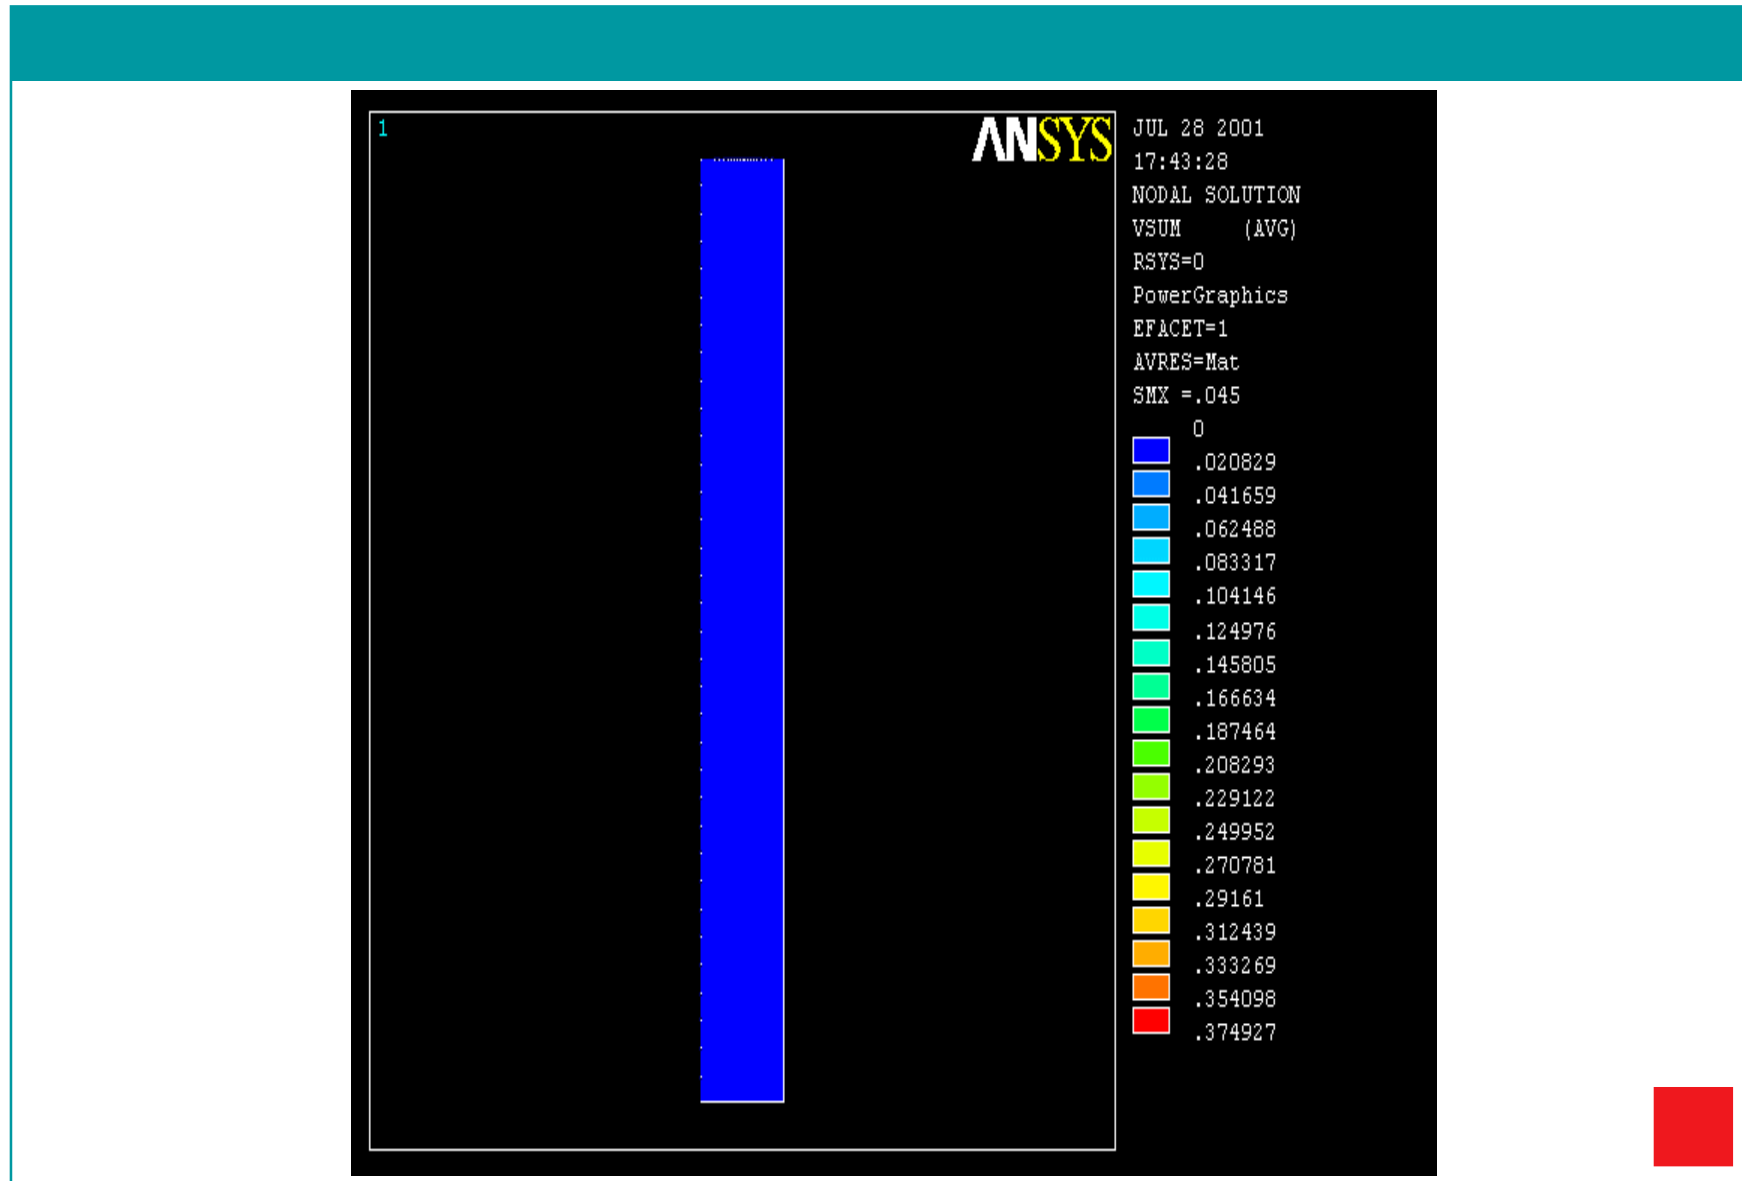 1
ANSYS
JUL 28 2001
17:43:28
NODAL SOLUTION
VSUM (AVG)
RSYS=0
PowerGraphics
EFACET=1
AVRES=Mat
SMX =.045
0
.020829
.041659
.062488
.083317
.104146
.124976
.145805
.166634
.187464
.208293
.229122
.249952
.270781
.29161
.312439
.333269
.354098
.374927